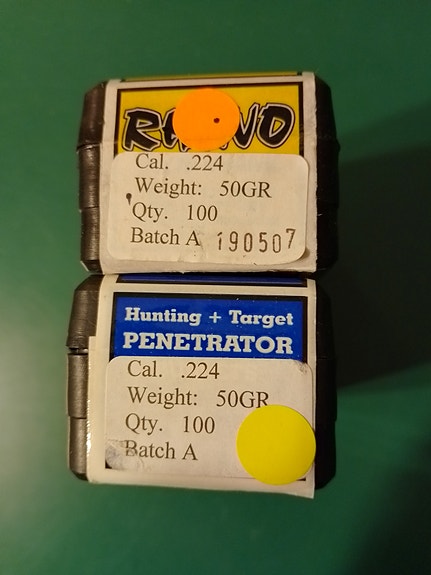 Cal. .224
Weight: 50GR
Qty. 100
Batch A 190507
Hunting + Target
PENETRATOR
Cal. .224
Weight: 50GR
Qty. 100
Batch A